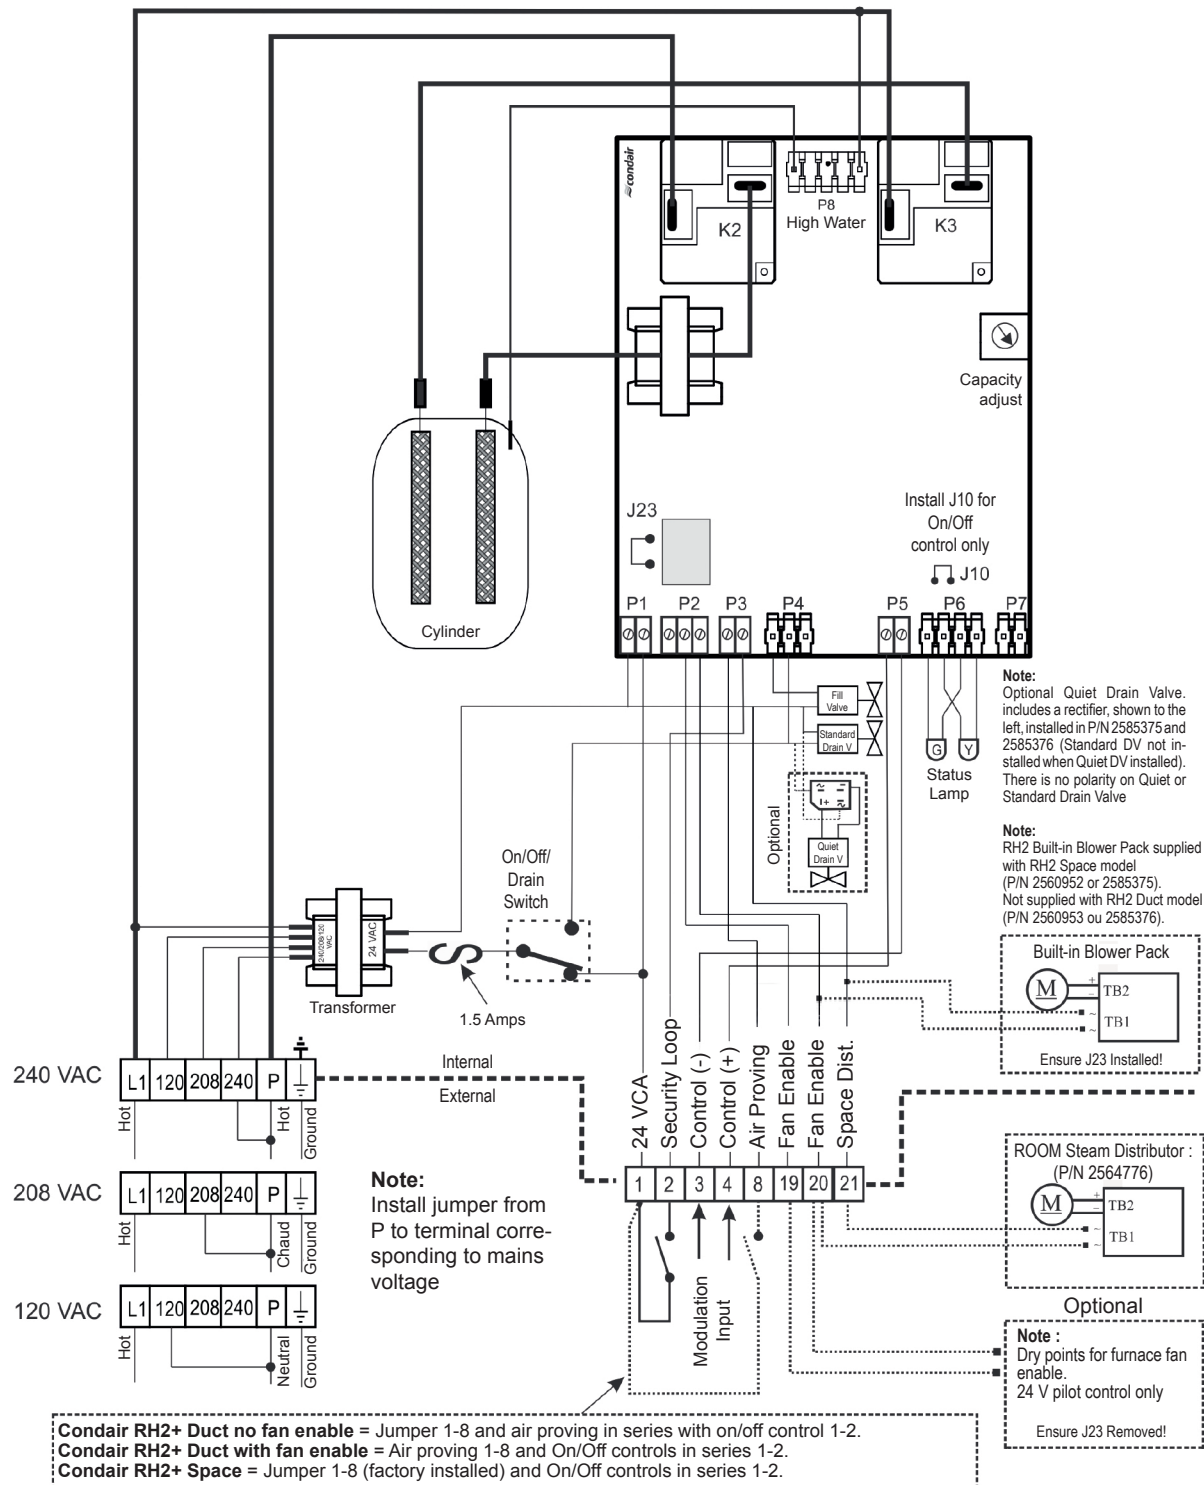 condair
K2
P8
High Water
K3
Capacity
adjust
Install J10 for
On/Off
control only
J23
J10
Cylinder
P1
P2
P3
P4
P5
P6
P7
Fill
Valve
Standard
Drain V
Optional
I+
Quiet
Drain V
G
Y
Status
Lamp
Note:
Optional Quiet Drain Valve.
includes a rectifier, shown to the
left, installed in P/N 2585375 and
2585376 (Standard DV not in-
stalled when Quiet DV installed).
There is no polarity on Quiet or
Standard Drain Valve
Note:
RH2 Built-in Blower Pack supplied
with RH2 Space model
(P/N 2560952 or 2585375).
Not supplied with RH2 Duct model
(P/N 2560953 ou 2585376).
Built-in Blower Pack
M
+
–
TB2
~
TB1
~
Ensure J23 Installed!
On/Off/
Drain
Switch
240/208/120
VAC
24 VAC
Transformer
1.5 Amps
Internal
External
240 VAC
L1 120 208 240 P
Hot
Hot
Ground
208 VAC
L1 120 208 240 P
Hot
Chaud
Ground
120 VAC
L1 120 208 240 P
Hot
Neutral
Ground
Note:
Install jumper from
P to terminal corre-
sponding to mains
voltage
24 VCA
Security Loop
Control (-)
Control (+)
Air Proving
Fan Enable
Fan Enable
Space Dist.
1 2 3 4 8 19 20 21
Modulation
Input
ROOM Steam Distributor :
(P/N 2564776)
M
+
–
TB2
~
TB1
~
Optional
Note :
Dry points for furnace fan
enable.
24 V pilot control only
Ensure J23 Removed!
Condair RH2+ Duct no fan enable = Jumper 1-8 and air proving in series with on/off control 1-2.
Condair RH2+ Duct with fan enable = Air proving 1-8 and On/Off controls in series 1-2.
Condair RH2+ Space = Jumper 1-8 (factory installed) and On/Off controls in series 1-2.